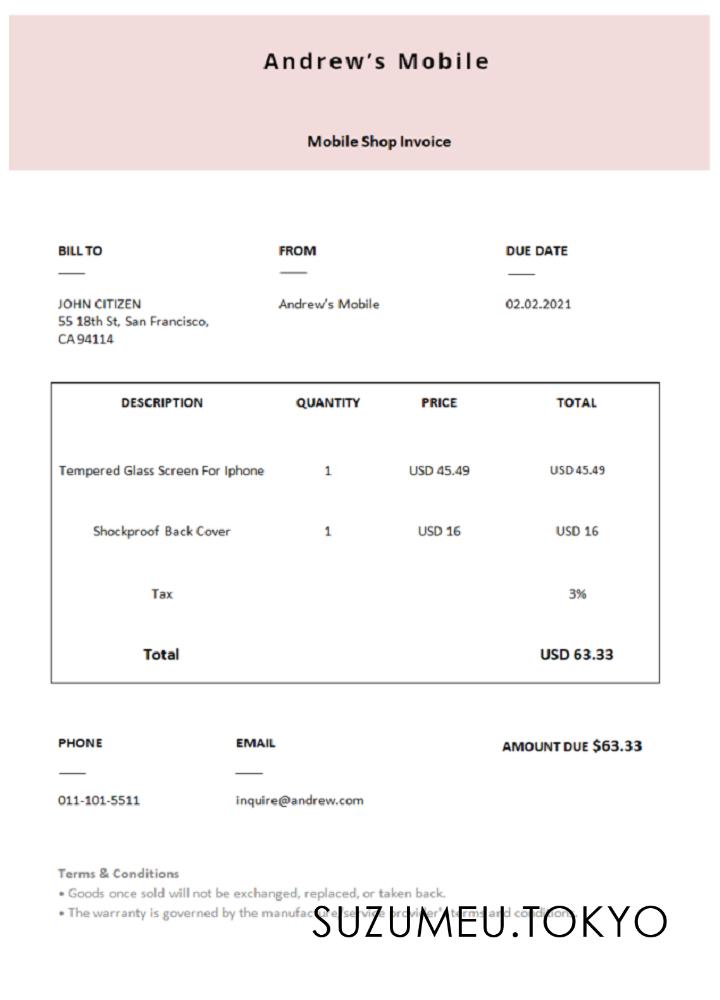 Andrew's Mobile
Mobile Shop Invoice
BILL TO
FROM
DUE DATE
JOHN CITIZEN
55 18th St, San Francisco,
CA 94114
Andrew's Mobile
02.02.2021
DESCRIPTION QUANTITY PRICE TOTAL
Tempered Glass Screen For Iphone 1 USD 45.49 USD 45.49
Shockproof Back Cover 1 USD 16 USD 16
Tax 3%
Total USD 63.33
PHONE
EMAIL
AMOUNT DUE $63.33
011-101-5511
inquire@andrew.com
Terms & Conditions
• Goods once sold will not be exchanged, replaced, or taken back.
• The warranty is governed by the manufacture/service provider's terms and conditions.
SUZUMEU.TOKYO